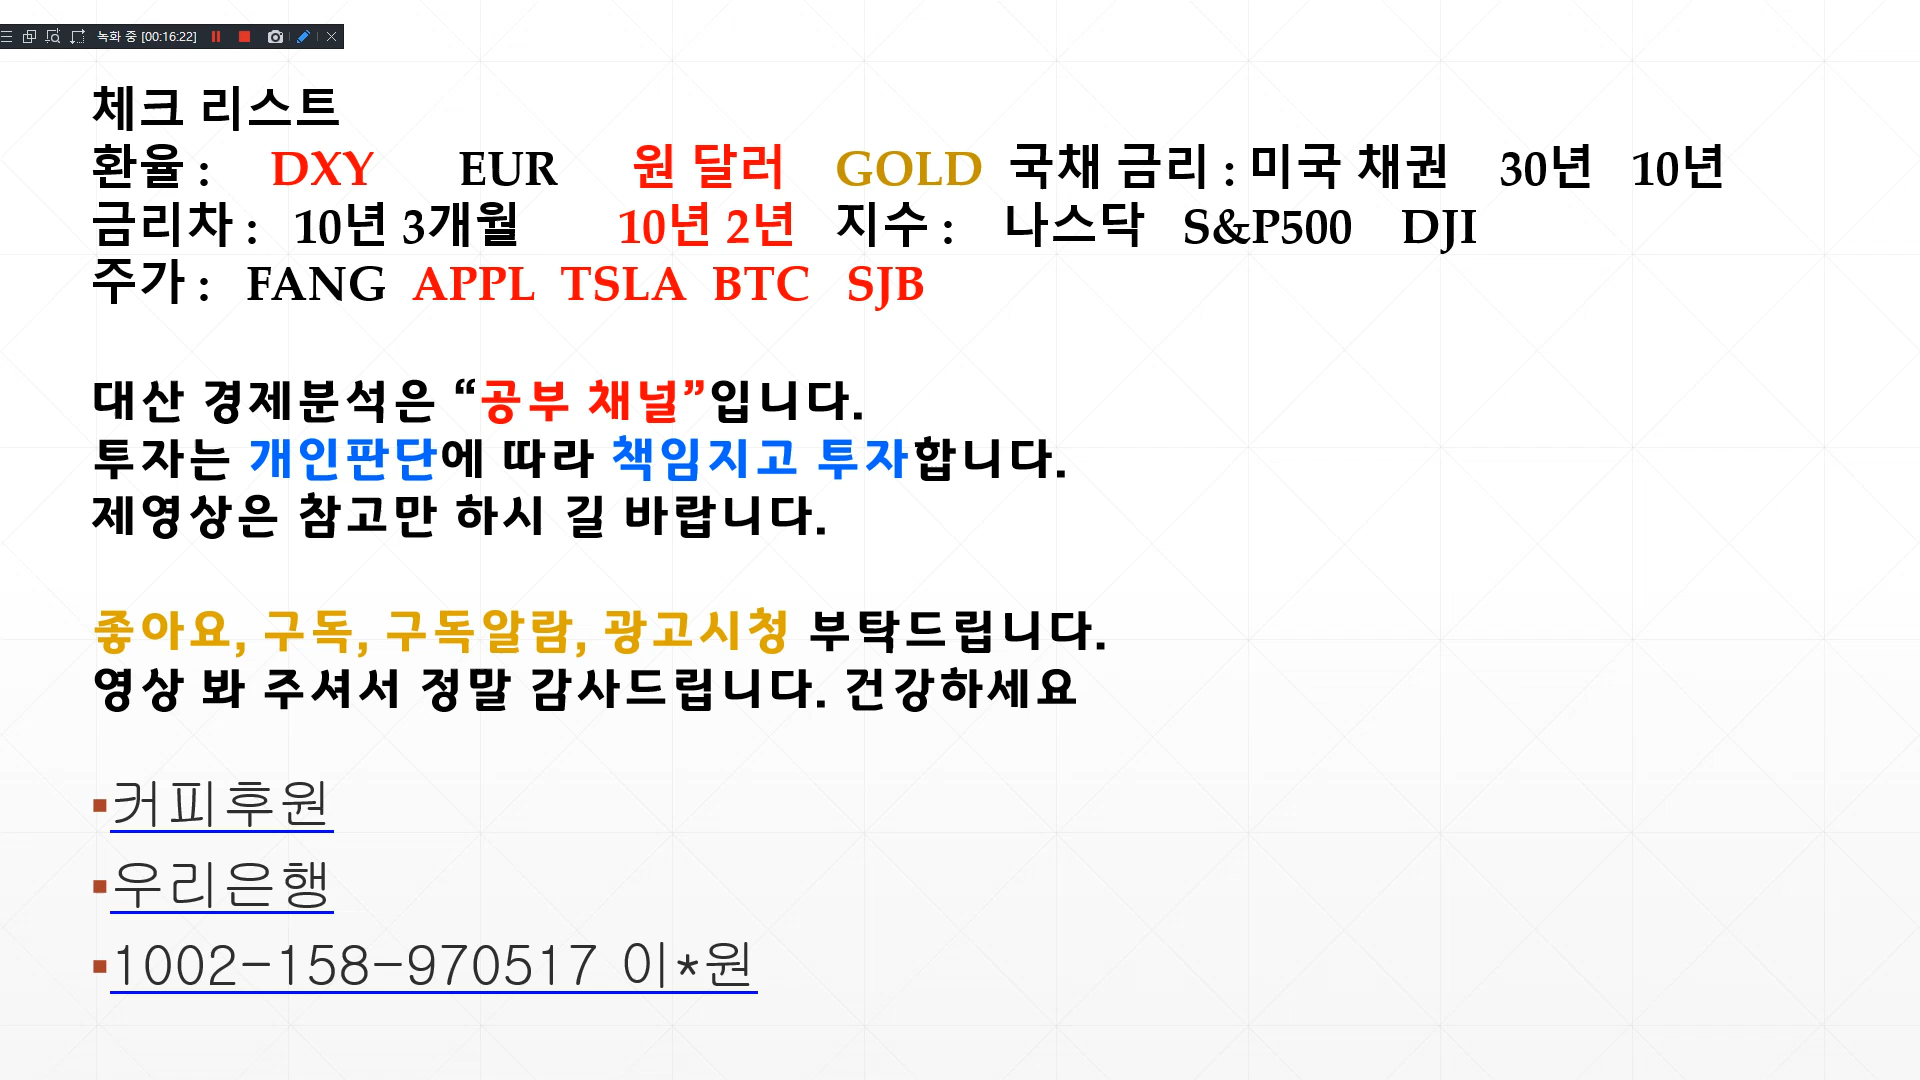 녹화 중 [00:16:22]
체크 리스트
환율 : DXY EUR 원 달러 GOLD 국채 금리 : 미국 채권 30년 10년
금리차 : 10년 3개월 10년 2년 지수 : 나스닥 S&P500 DJI
주가 : FANG APPL TSLA BTC SJB
대산 경제분석은 “공부 채널”입니다.
투자는 개인판단에 따라 책임지고 투자합니다.
제영상은 참고만 하시 길 바랍니다.
좋아요, 구독, 구독알람, 광고시청 부탁드립니다.
영상 봐 주셔서 정말 감사드립니다. 건강하세요
▪커피후원
▪우리은행
▪1002-158-970517 이*원